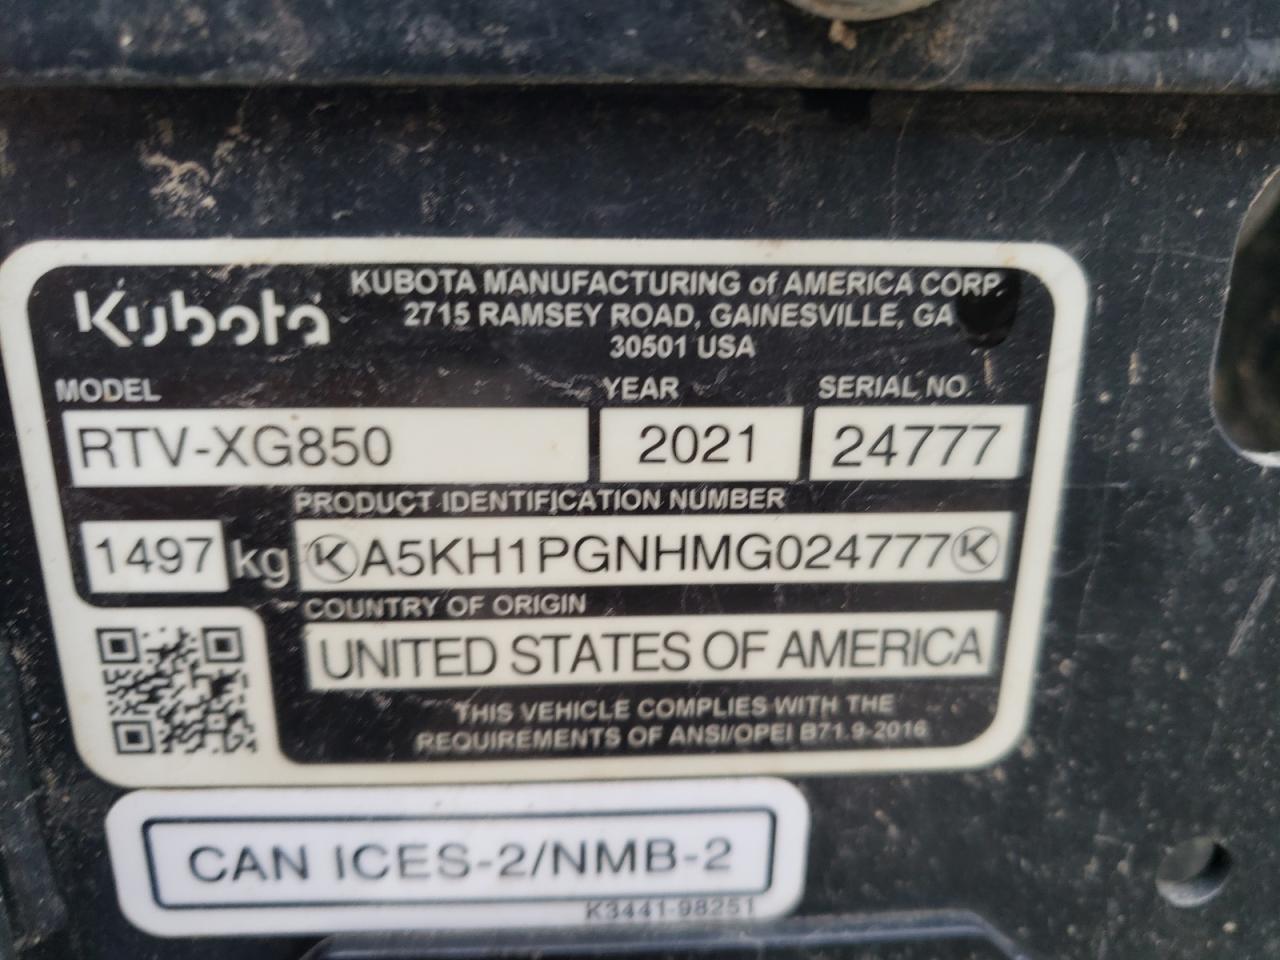 Kubota
KUBOTA MANUFACTURING of AMERICA CORP.
2715 RAMSEY ROAD, GAINESVILLE, GA
30501 USA
MODEL YEAR SERIAL NO.
RTV-XG850 2021 24777
PRODUCT IDENTIFICATION NUMBER
1497 kg KA5KH1PGNHMG024777K
COUNTRY OF ORIGIN
UNITED STATES OF AMERICA
THIS VEHICLE COMPLIES WITH THE
REQUIREMENTS OF ANSI/OPEI B71.9-2016
CAN ICES-2/NMB-2
K3441-98251